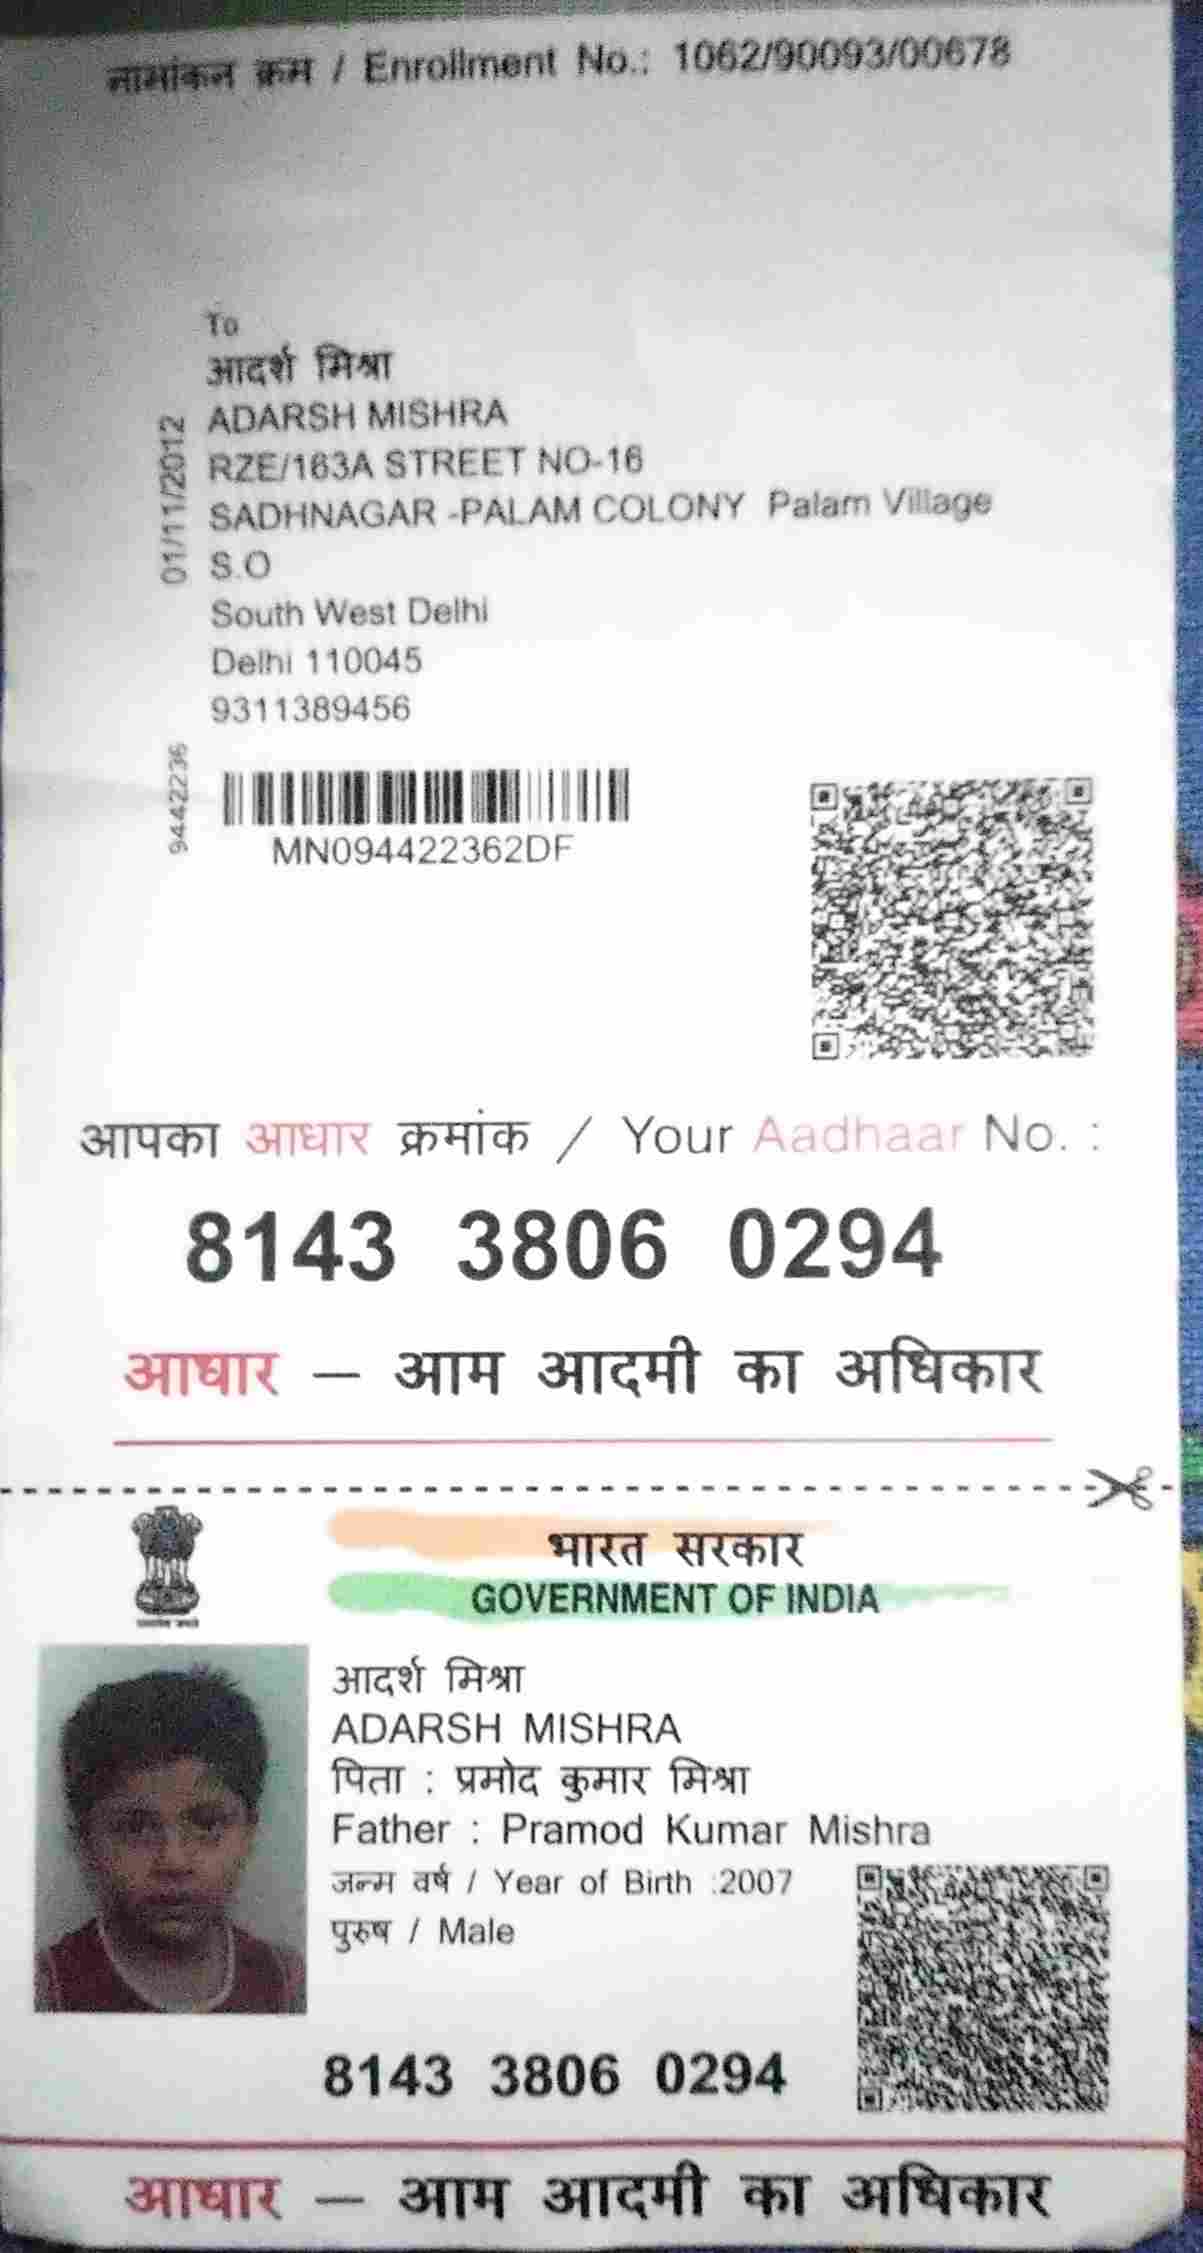 नामांकन क्रम / Enrollment No.: 1062/90093/00678
To
आदर्श मिश्रा
ADARSH MISHRA
RZE/163A STREET NO-16
SADHNAGAR -PALAM COLONY Palam Village
S.O
South West Delhi
Delhi 110045
9311389456
01/11/2012
9442236
MN094422362DF
आपका आधार क्रमांक / Your Aadhaar No. :
8143 3806 0294
आधार — आम आदमी का अधिकार
भारत सरकार
GOVERNMENT OF INDIA
आदर्श मिश्रा
ADARSH MISHRA
पिता : प्रमोद कुमार मिश्रा
Father : Pramod Kumar Mishra
जन्म वर्ष / Year of Birth :2007
पुरुष / Male
8143 3806 0294
आधार — आम आदमी का अधिकार